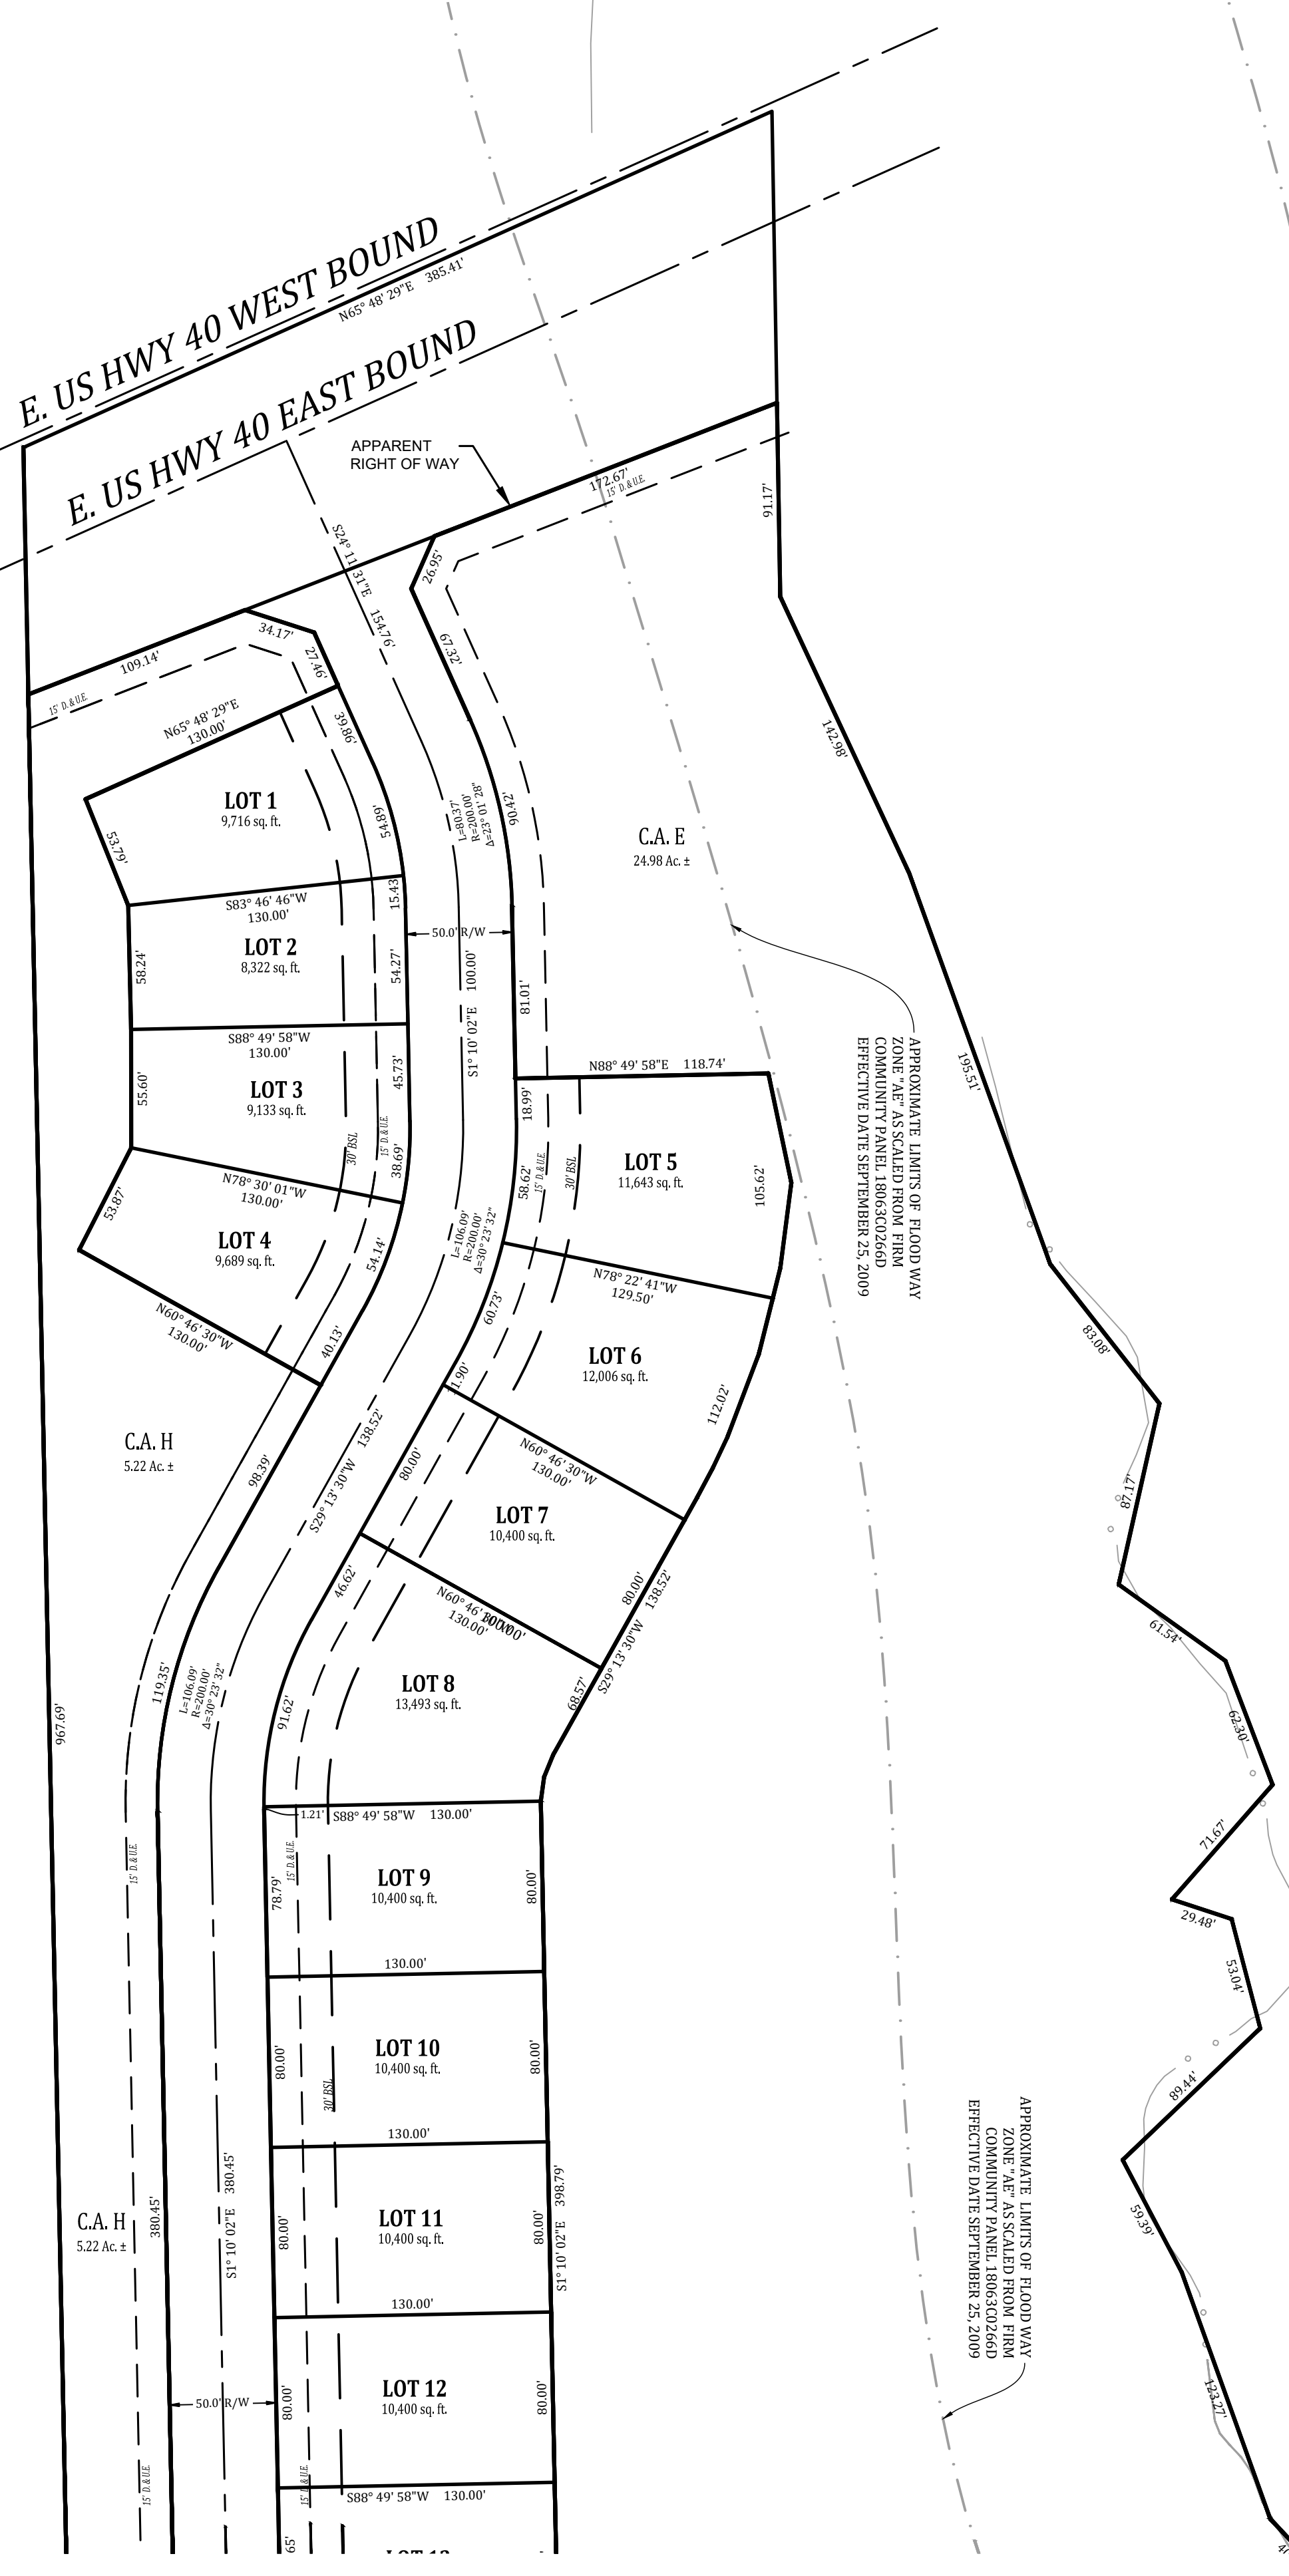 E. US HWY 40 WEST BOUND
N65° 48' 29"E 385.41'
E. US HWY 40 EAST BOUND
APPARENT
RIGHT OF WAY
172.67'
15' D.& U.E.
91.17'
S24° 11' 31"E 154.76'
26.95'
67.32'
34.17'
27.46'
109.14'
15' D.& U.E.
N65° 48' 29"E
130.00'
39.86'
142.98'
LOT 1
9,716 sq. ft.
54.89'
53.79'
L=80.37'
R=200.00'
Δ=23° 01' 28"
90.42'
C.A. E
24.98 Ac. ±
S83° 46' 46"W
130.00'
15.43'
LOT 2
8,322 sq. ft.
58.24'
54.27'
50.0' R/W
S1° 10' 02"E 100.00'
81.01'
S88° 49' 58"W
130.00'
LOT 3
9,133 sq. ft.
55.60'
45.73'
38.69'
30' BSL
15' D.& U.E.
N88° 49' 58"E 118.74'
18.99'
58.62'
15' D.& U.E.
30' BSL
LOT 5
11,643 sq. ft.
105.62'
APPROXIMATE LIMITS OF FLOOD WAY
ZONE "AE" AS SCALED FROM FIRM
COMMUNITY PANEL 18063C0266D
EFFECTIVE DATE SEPTEMBER 25, 2009
195.51'
N78° 30' 01"W
130.00'
53.87'
LOT 4
9,689 sq. ft.
54.14'
L=106.09'
R=200.00'
Δ=30° 23' 32"
N78° 22' 41"W
129.50'
60.73'
N60° 46' 30"W
130.00'
40.13'
LOT 6
12,006 sq. ft.
112.02'
83.08'
C.A. H
5.22 Ac. ±
98.39'
S29° 13' 30"W 138.52'
80.00'
N60° 46' 30"W
130.00'
87.17'
LOT 7
10,400 sq. ft.
46.62'
N60° 46' 30"W
130.00'
80.00'
S29° 13' 30"W 138.52'
61.54'
119.35'
L=106.09'
R=200.00'
Δ=30° 23' 32"
91.62'
LOT 8
13,493 sq. ft.
68.57'
62.30'
967.69'
1.21'
S88° 49' 58"W 130.00'
71.67'
15' D.& U.E.
15' D.& U.E.
78.79'
LOT 9
10,400 sq. ft.
80.00'
29.48'
130.00'
53.04'
80.00'
LOT 10
10,400 sq. ft.
80.00'
30' BSL
89.44'
130.00'
C.A. H
5.22 Ac. ±
380.45'
S1° 10' 02"E 380.45'
80.00'
LOT 11
10,400 sq. ft.
80.00'
S1° 10' 02"E 398.79'
59.39'
APPROXIMATE LIMITS OF FLOOD WAY
ZONE "AE" AS SCALED FROM FIRM
COMMUNITY PANEL 18063C0266D
EFFECTIVE DATE SEPTEMBER 25, 2009
130.00'
50.0' R/W
80.00'
LOT 12
10,400 sq. ft.
80.00'
123.27'
15' D.& U.E.
15' D.& U.E.
S88° 49' 58"W 130.00'